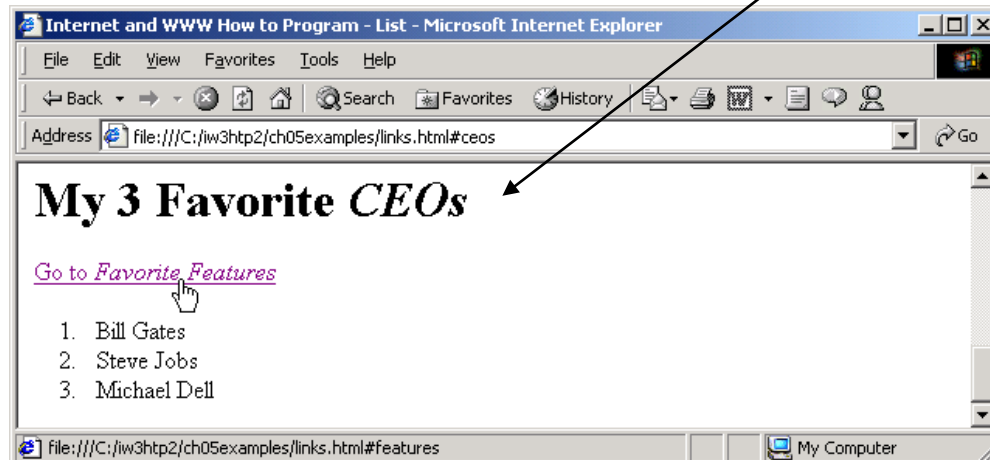 Internet and WWW How to Program - List - Microsoft Internet Explorer
File Edit View Favorites Tools Help
Back Search Favorites History
Address file:///C:/iw3htp2/ch05examples/links.html#ceos Go
My 3 Favorite CEOs
Go to Favorite Features
1. Bill Gates
2. Steve Jobs
3. Michael Dell
file:///C:/iw3htp2/ch05examples/links.html#features My Computer